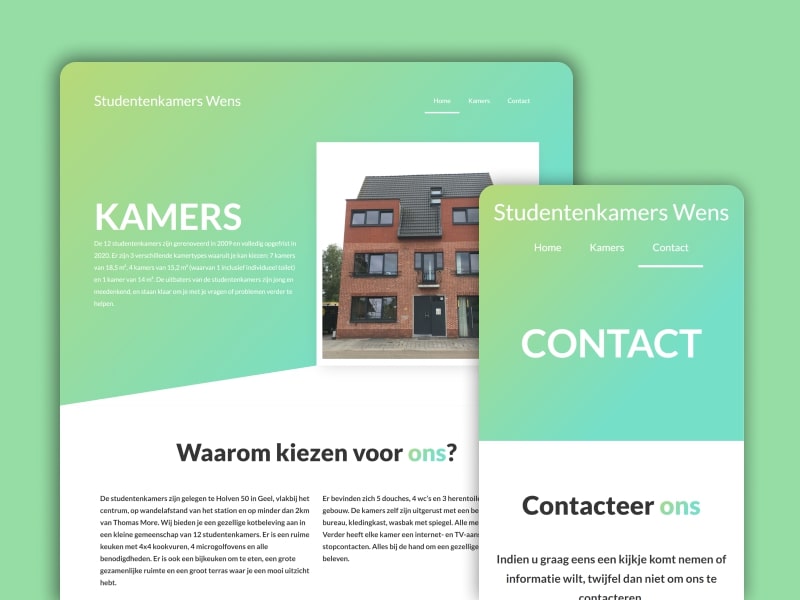 Studentenkamers Wens
Home Kamers Contact
KAMERS
De 12 studentenkamers zijn gerenoveerd in 2009 en volledig opgefrist in
2020. Er zijn 3 verschillende kamertypes waaruit je kan kiezen: 7 kamers
van 18,5 m², 4 kamers van 15,2 m² (waarvan 1 inclusief individueel toilet)
en 1 kamer van 14 m². De uitbaters van de studentenkamers zijn jong en
meedenkend, en staan klaar om je met je vragen of problemen verder te
helpen.
Waarom kiezen voor ons?
De studentenkamers zijn gelegen te Holven 50 in Geel, vlakbij het
centrum, op wandelafstand van het station en op minder dan 2km
van Thomas More. Wij bieden je een gezellige kotbeleving aan in
een kleine gemeenschap van 12 studentenkamers. Er is een ruime
keuken met 4x4 kookvuren, 4 microgolfovens en alle
benodigdheden. Er is ook een bijkeuken om te eten, een grote
gezamenlijke ruimte en een groot terras waar je een mooi uitzicht
hebt.
Er bevinden zich 5 douches, 4 wc's en 3 herentoile
gebouw. De kamers zelf zijn uitgerust met een be
bureau, kledingkast, wasbak met spiegel. Alle me
Verder heeft elke kamer een internet- en TV-aan
stopcontacten. Alles bij de hand om een gezellige
beleven.
Studentenkamers Wens
Home Kamers Contact
CONTACT
Contacteer ons
Indien u graag eens een kijkje komt nemen of
informatie wilt, twijfel dan niet om ons te
contacteren